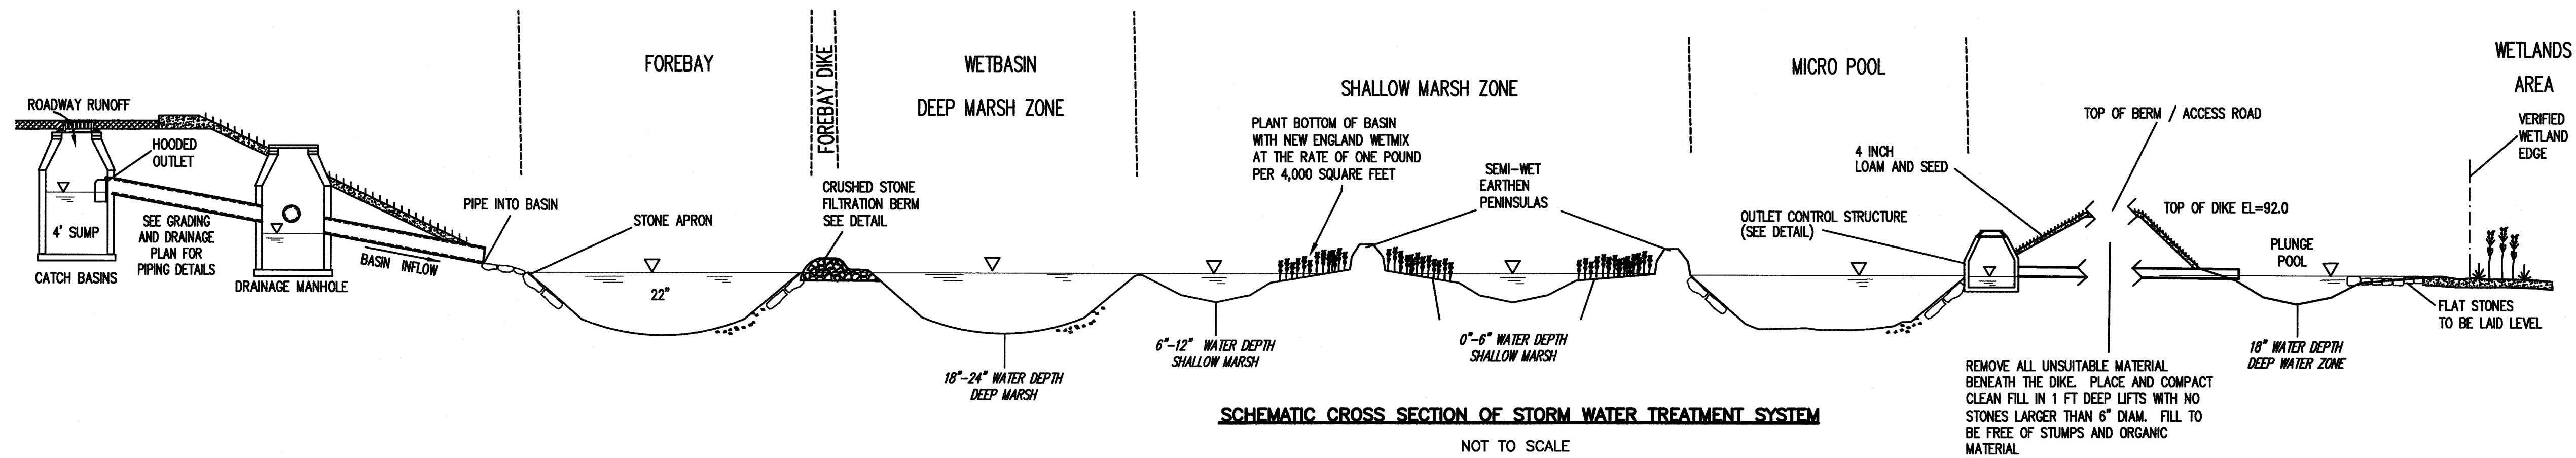 FOREBAY
FOREBAY DIKE
WETBASIN
DEEP MARSH ZONE
SHALLOW MARSH ZONE
MICRO POOL
WETLANDS
AREA
ROADWAY RUNOFF
HOODED
OUTLET
4' SUMP
CATCH BASINS
SEE GRADING
AND DRAINAGE
PLAN FOR
PIPING DETAILS
DRAINAGE MANHOLE
BASIN INFLOW
PIPE INTO BASIN
STONE APRON
22"
CRUSHED STONE
FILTRATION BERM
SEE DETAIL
18"-24" WATER DEPTH
DEEP MARSH
PLANT BOTTOM OF BASIN
WITH NEW ENGLAND WETMIX
AT THE RATE OF ONE POUND
PER 4,000 SQUARE FEET
6"-12" WATER DEPTH
SHALLOW MARSH
SEMI-WET
EARTHEN
PENINSULAS
0"-6" WATER DEPTH
SHALLOW MARSH
OUTLET CONTROL STRUCTURE
(SEE DETAIL)
4 INCH
LOAM AND SEED
TOP OF BERM / ACCESS ROAD
TOP OF DIKE EL=92.0
REMOVE ALL UNSUITABLE MATERIAL
BENEATH THE DIKE. PLACE AND COMPACT
CLEAN FILL IN 1 FT DEEP LIFTS WITH NO
STONES LARGER THAN 6" DIAM. FILL TO
BE FREE OF STUMPS AND ORGANIC
MATERIAL
PLUNGE
POOL
18" WATER DEPTH
DEEP WATER ZONE
VERIFIED
WETLAND
EDGE
FLAT STONES
TO BE LAID LEVEL
SCHEMATIC CROSS SECTION OF STORM WATER TREATMENT SYSTEM
NOT TO SCALE